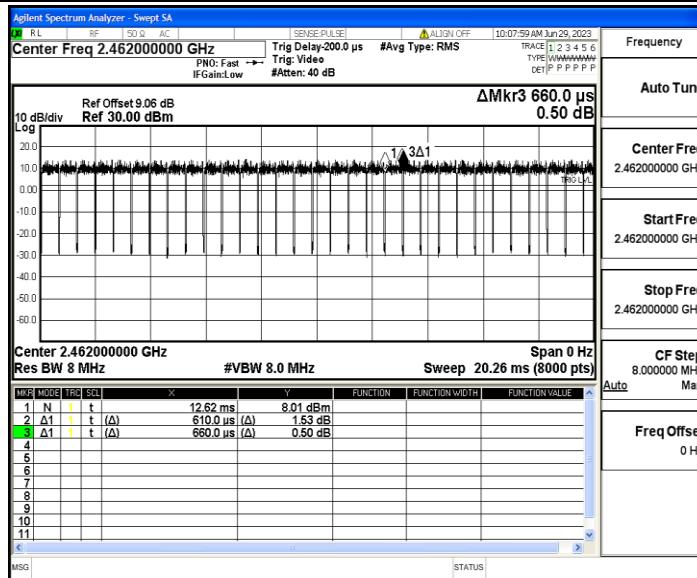 Agilent Spectrum Analyzer - Swept SA
RL RF 50 Ω AC SENSE:PULSE ALIGN OFF 10:07:59 AM Jun 29, 2023
Center Freq 2.462000000 GHz
PNO: Fast
IFGain:Low
Trig Delay-200.0 µs
Trig: Video
#Atten: 40 dB
#Avg Type: RMS
TRACE 1 2 3 4 5 6
TYPE
DET P P P P P P
Ref Offset 9.06 dB
Ref 30.00 dBm
10 dB/div
Log
ΔMkr3 660.0 µs
0.50 dB
20.0
10.0
0.00
-10.0
-20.0
-30.0
-40.0
-50.0
-60.0
1 3Δ1
TRIG LVL
Center 2.462000000 GHz Span 0 Hz
Res BW 8 MHz #VBW 8.0 MHz Sweep 20.26 ms (8000 pts)
MKR MODE TRC SCL X Y FUNCTION FUNCTION WIDTH FUNCTION VALUE
1 N 1 t 12.62 ms 8.01 dBm
2 Δ1 1 t (Δ) 610.0 µs (Δ) 1.53 dB
3 Δ1 1 t (Δ) 660.0 µs (Δ) 0.50 dB
4
5
6
7
8
9
10
11
MSG STATUS
Frequency
Auto Tun
Center Fre
2.462000000 GH
Start Fre
2.462000000 GH
Stop Fre
2.462000000 GH
CF Step
8.000000 MH
Auto Ma
Freq Offse
0 H